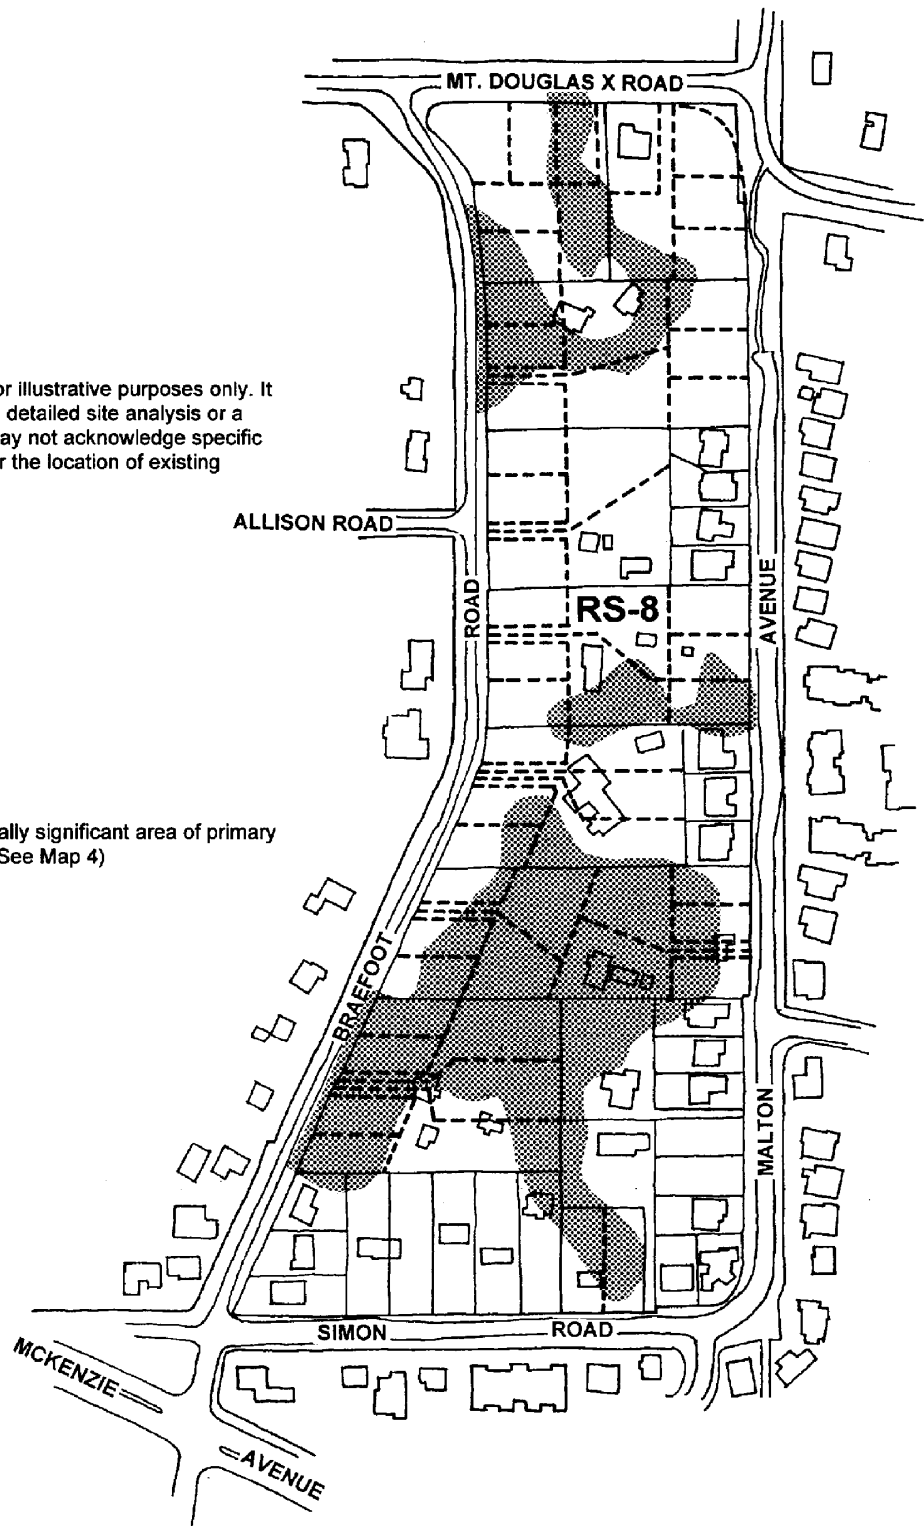 MT. DOUGLAS X ROAD
or illustrative purposes only. It
detailed site analysis or a
ay not acknowledge specific
r the location of existing
ALLISON ROAD
ROAD
RS-8
AVENUE
ally significant area of primary
See Map 4)
BRAEFOOT
MALTON
SIMON ROAD
MCKENZIE
AVENUE